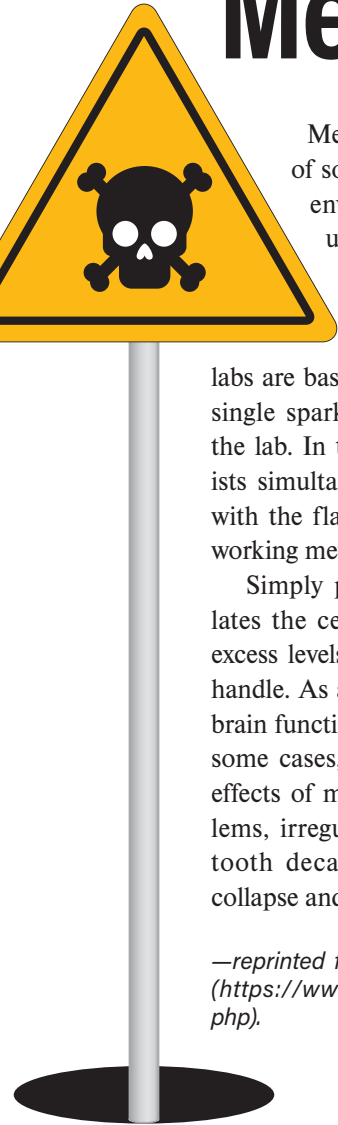 Me
Me
of so
env
u
labs are bas
single spark
the lab. In t
ists simulta
with the fla
working me
Simply p
lates the ce
excess levels
handle. As a
brain functi
some cases,
effects of m
lems, irregu
tooth deca
collapse and
—reprinted f
(https://ww
php).